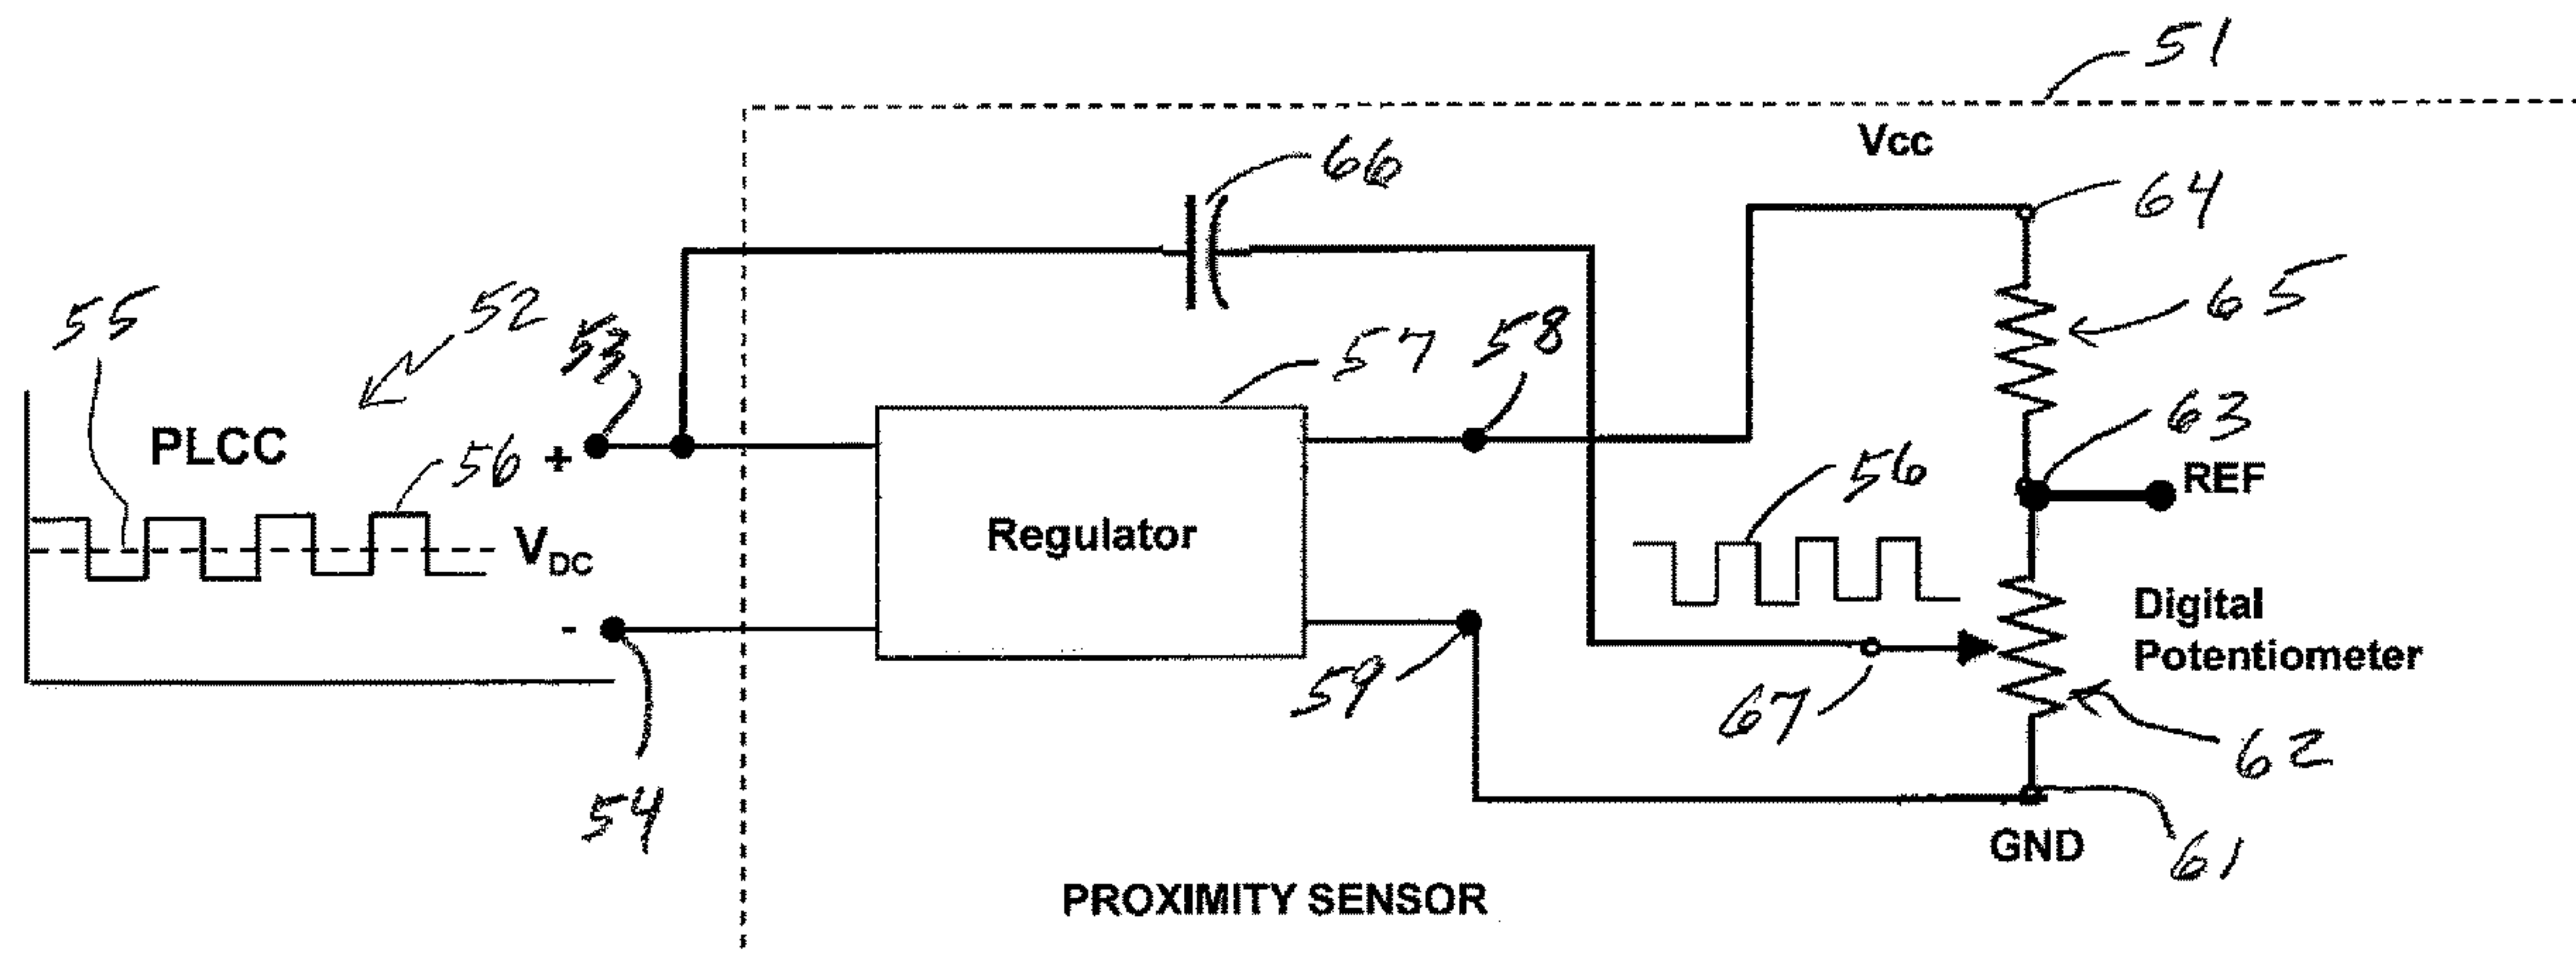 51
Vcc
66
64
55
52
53
57
58
65
PLCC
+
56
63
REF
56
VDC
Regulator
Digital
Potentiometer
-
59
67
62
54
GND
61
PROXIMITY SENSOR